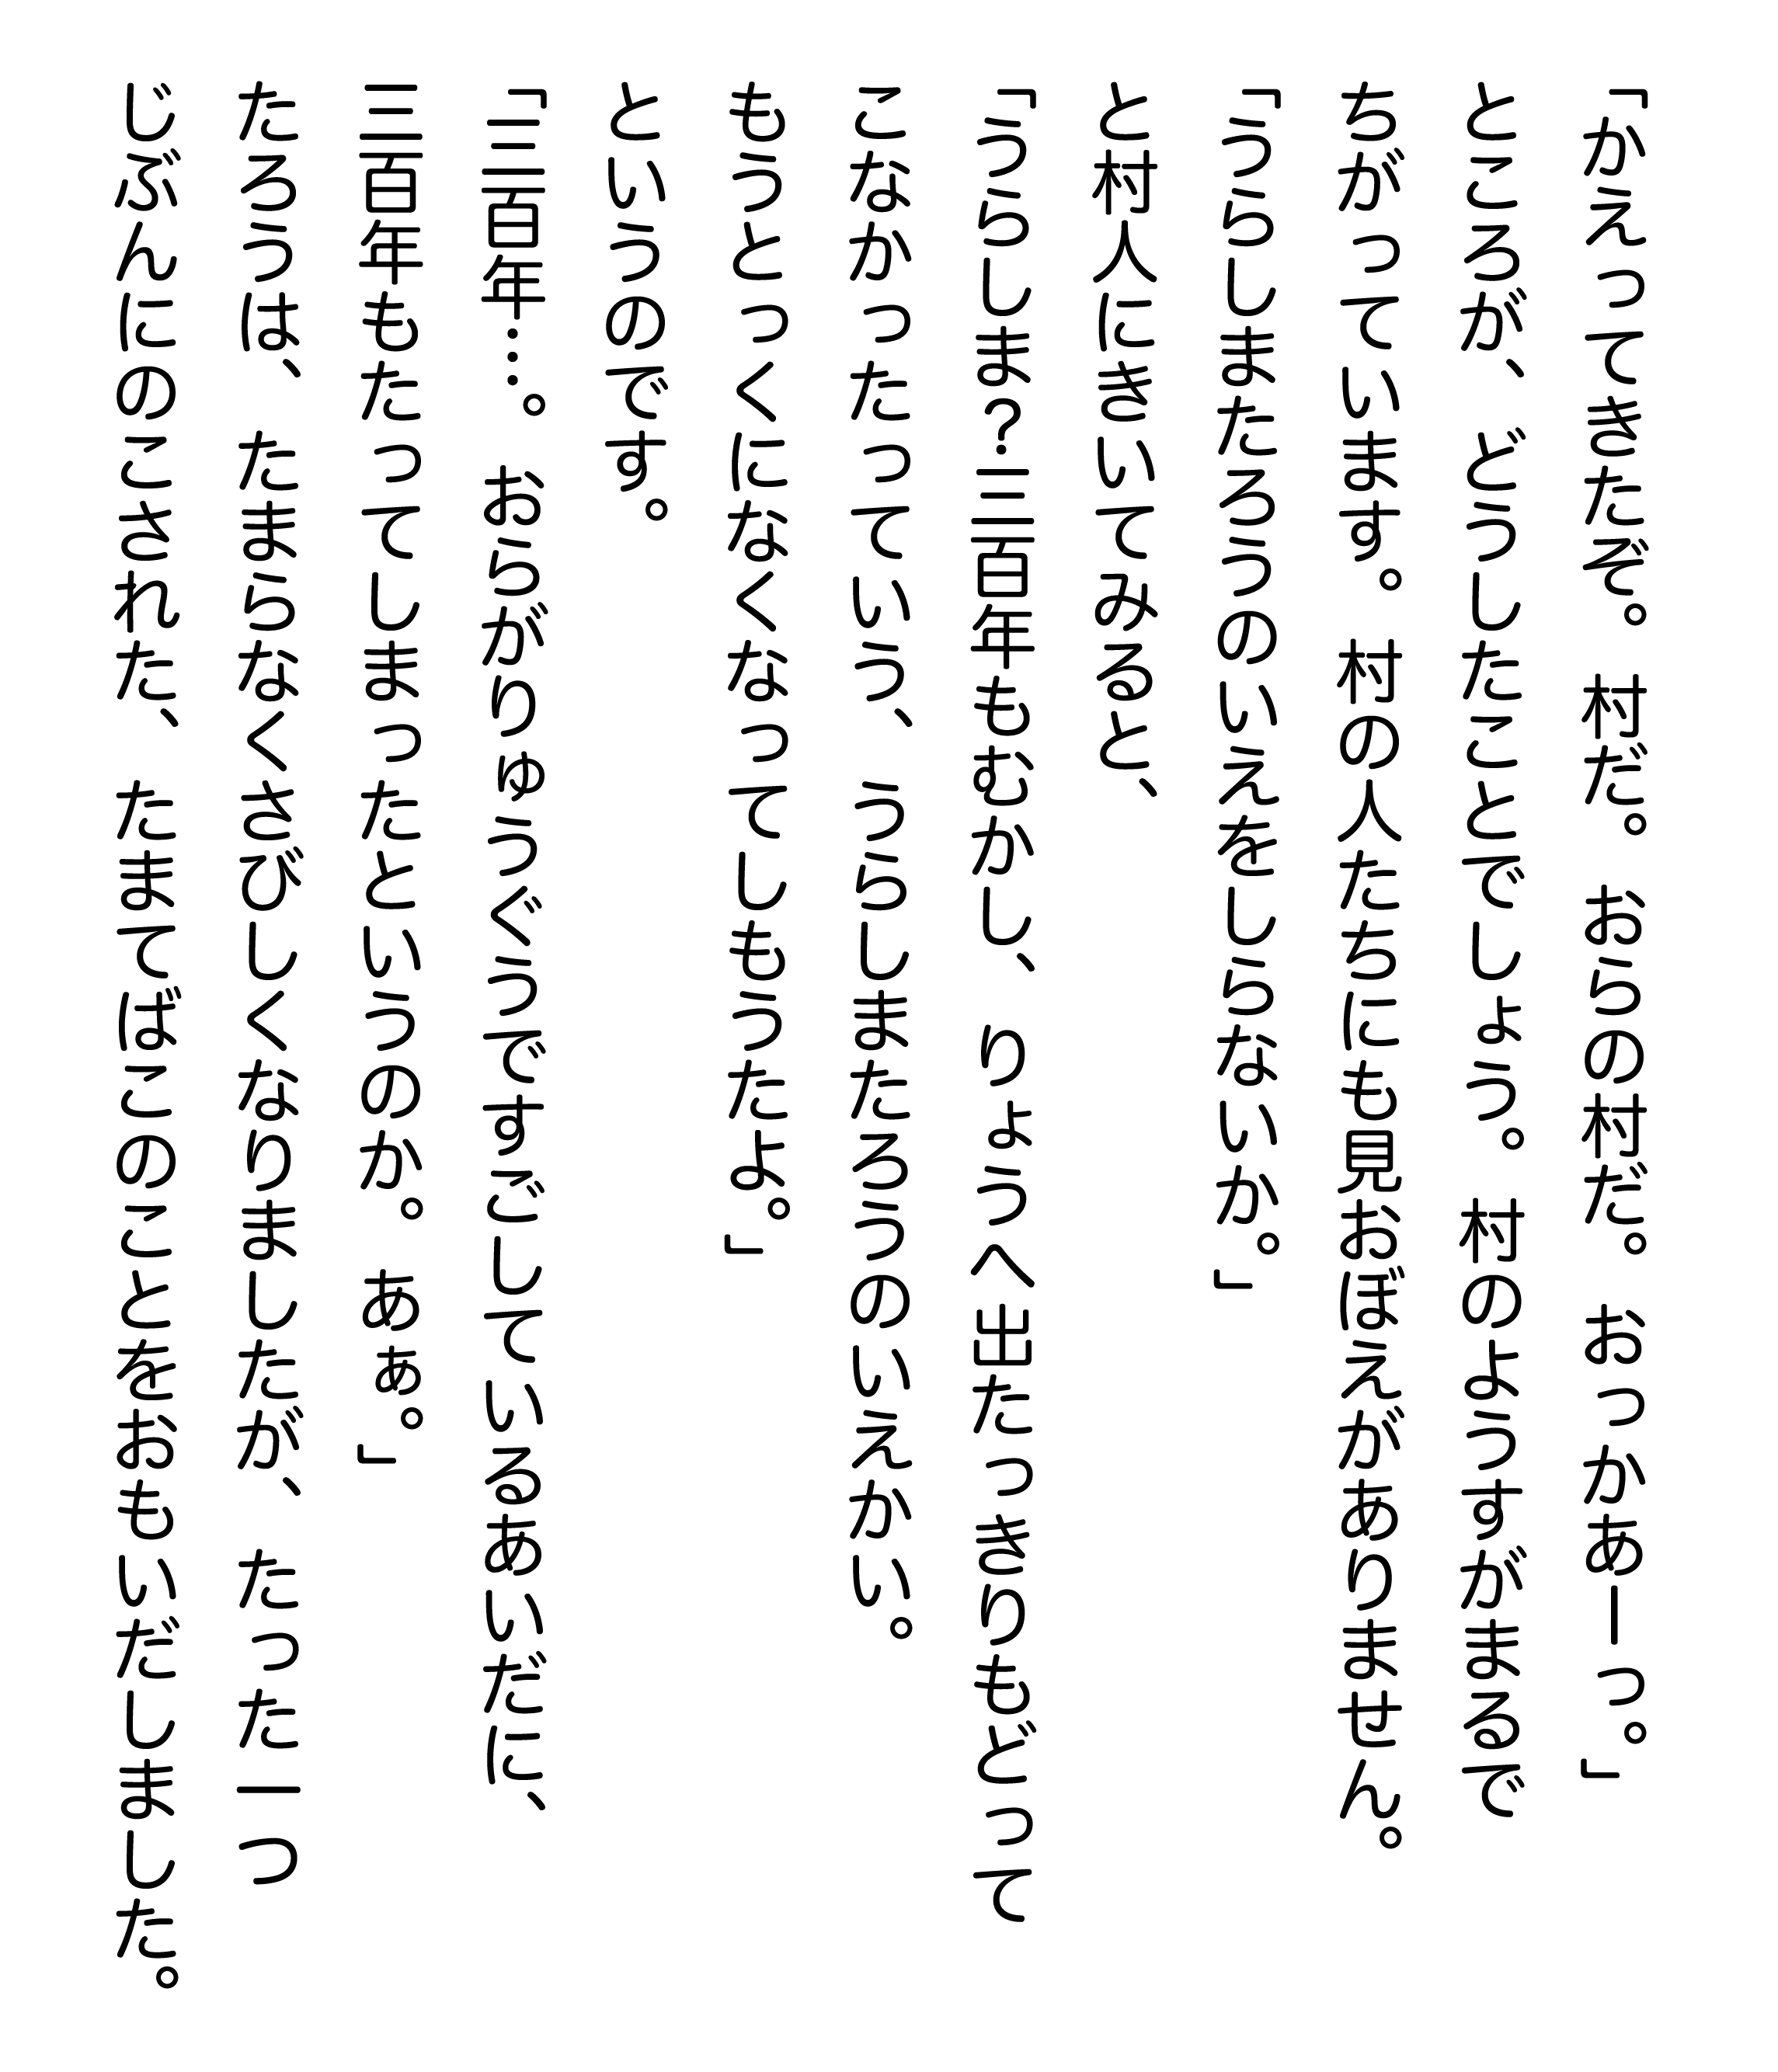 「かえってきたぞ。村だ。おらの村だ。おっかあーっ。」
ところが、どうしたことでしょう。村のようすがまるで
ちがっています。村の人たちにも見おぼえがありません。
「うらしまたろうのいえをしらないか。」
と村人にきいてみると、
「うらしま？三百年もむかし、りょうへ出たっきりもどって
こなかったっていう、うらしまたろうのいえかい。
もうとっくになくなってしもうたよ。」
というのです。
「三百年…。おらがりゅうぐうですごしているあいだに、
三百年もたってしまったというのか。あぁ。」
たろうは、たまらなくさびしくなりましたが、たった一つ
じぶんにのこされた、たまてばこのことをおもいだしました。